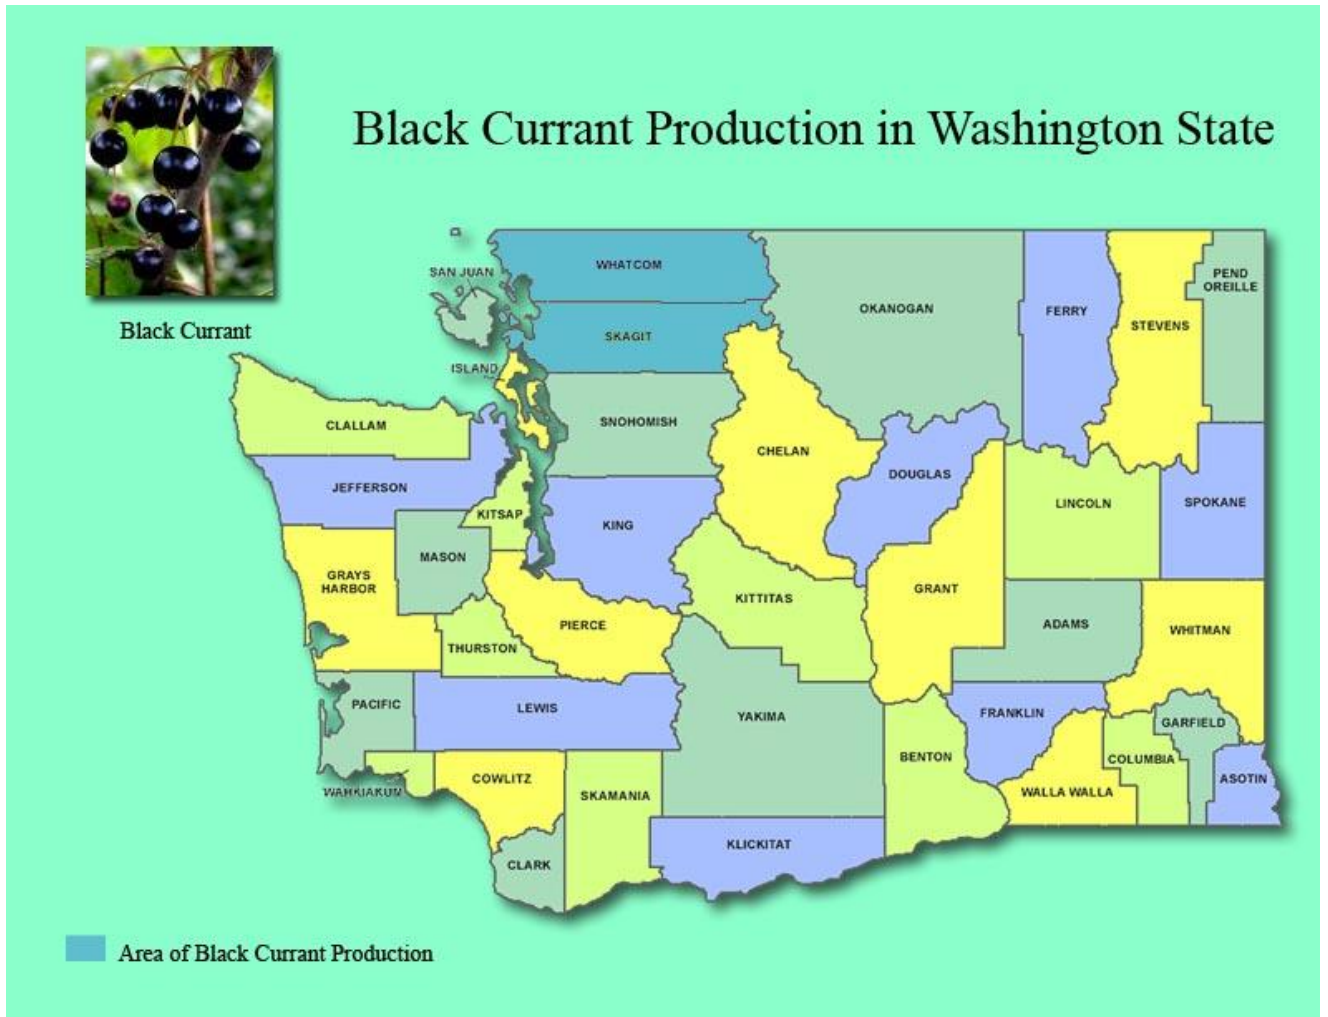 Black Currant Production in Washington State
Black Currant
WHATCOM
SAN JUAN
SKAGIT
ISLAND
OKANOGAN
FERRY
STEVENS
PEND
OREILLE
CLALLAM
SNOHOMISH
CHELAN
DOUGLAS
JEFFERSON
KITSAP
KING
LINCOLN
SPOKANE
MASON
GRAYS
HARBOR
KITTITAS
GRANT
PIERCE
ADAMS
WHITMAN
THURSTON
PACIFIC
LEWIS
YAKIMA
FRANKLIN
GARFIELD
BENTON
COLUMBIA
WAHKIAKUM
COWLITZ
SKAMANIA
WALLA WALLA
ASOTIN
CLARK
KLICKITAT
Area of Black Currant Production